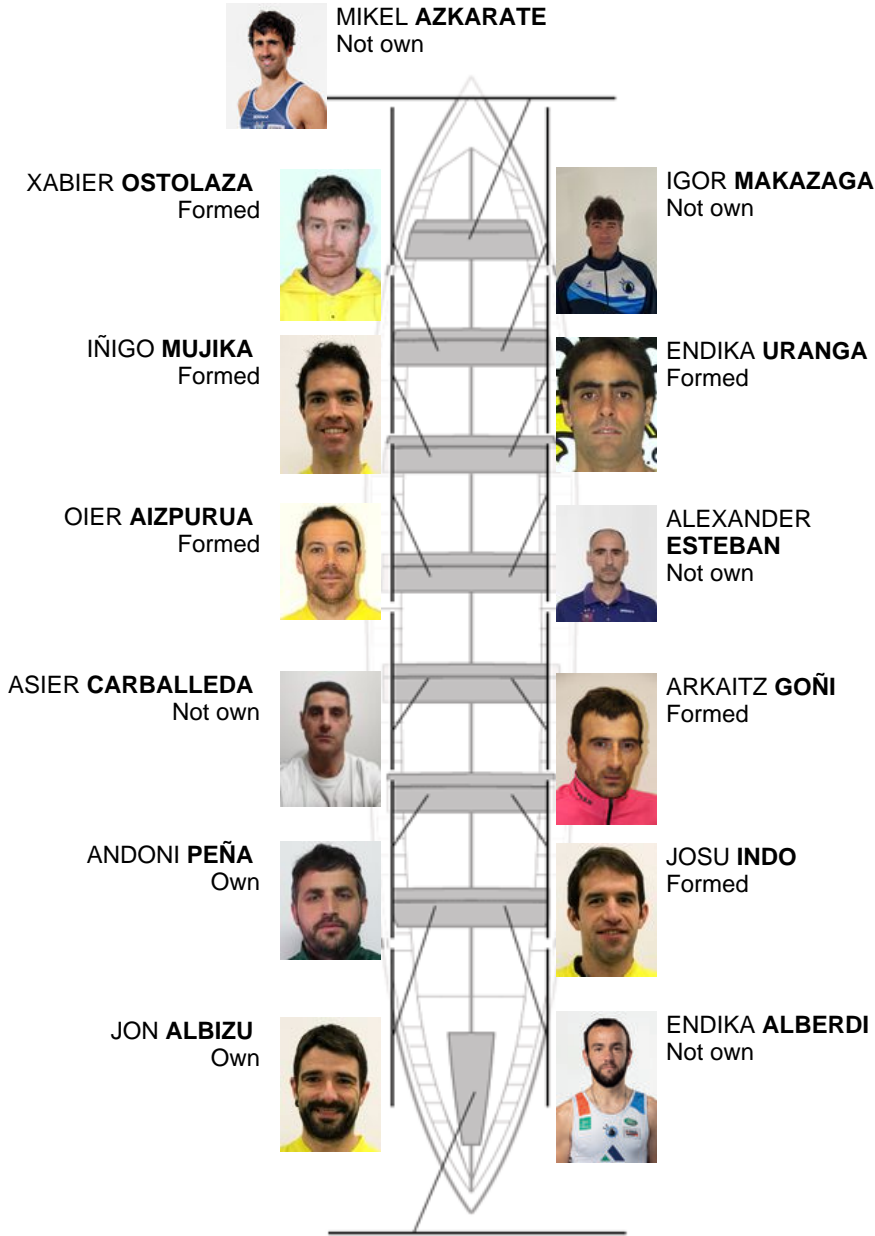 MIKEL AZKARATE
Not own
XABIER OSTOLAZA
Formed
IGOR MAKAZAGA
Not own
IÑIGO MUJIKA
Formed
ENDIKA URANGA
Formed
OIER AIZPURUA
Formed
ALEXANDER
ESTEBAN
Not own
ASIER CARBALLEDA
Not own
ARKAITZ GOÑI
Formed
ANDONI PEÑA
Own
JOSU INDO
Formed
JON ALBIZU
Own
ENDIKA ALBERDI
Not own